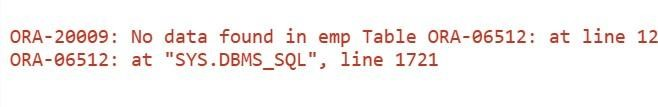 ORA-20009: No data found in emp Table ORA-06512: at line 12
ORA-06512: at "SYS.DBMS_SQL", line 1721